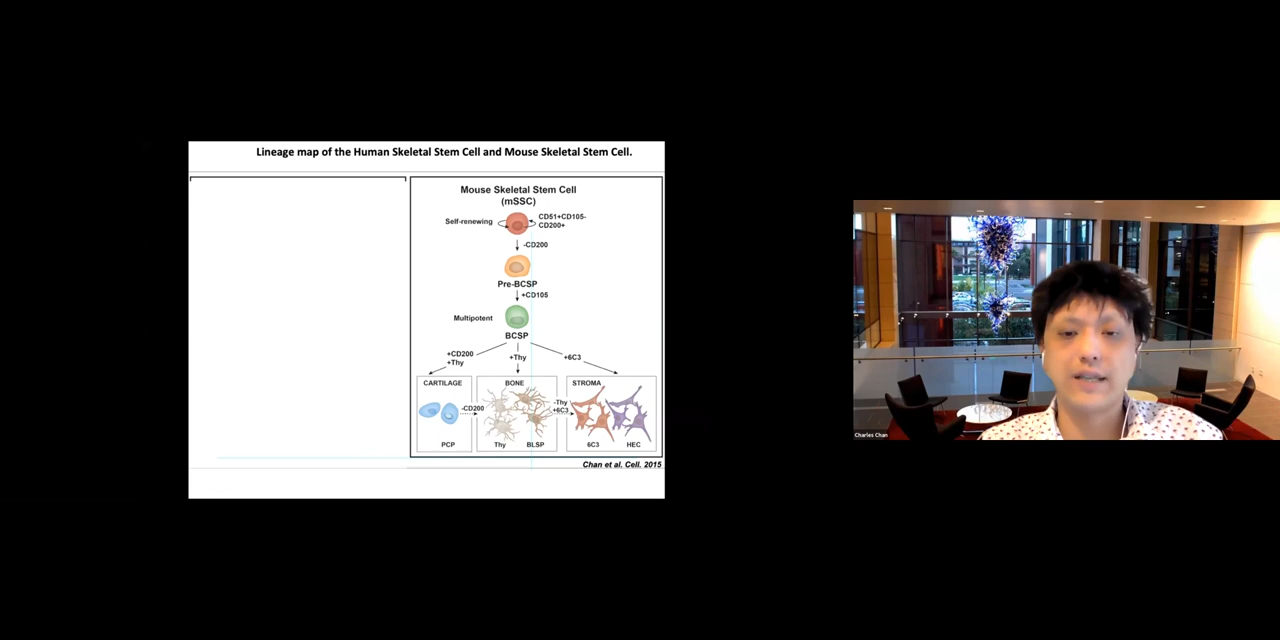 Lineage map of the Human Skeletal Stem Cell and Mouse Skeletal Stem Cell.
Mouse Skeletal Stem Cell
(mSSC)
Self-renewing
CD51+CD105-
CD200+
-CD200
Pre-BCSP
+CD105
Multipotent
BCSP
+CD200
+Thy
+Thy
+6C3
CARTILAGE
BONE
STROMA
-CD200
-Thy
+6C3
PCP
Thy
BLSP
6C3
HEC
Chan et al. Cell. 2015
Charles Chan